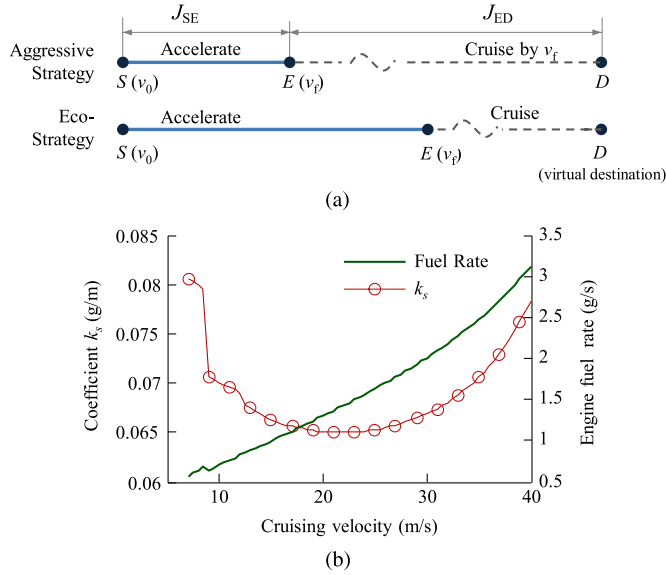 J_SE J_ED
Aggressive Strategy
Accelerate
Cruise by v_f
S (v_0) E (v_f) D
Eco-Strategy
Accelerate
Cruise
S (v_0) E (v_f) D
(virtual destination)
(a)
Coefficient k_s (g/m)
0.085
0.08
0.075
0.07
0.065
0.06
Fuel Rate
k_s
3.5
3
2.5
2
1.5
1
0.5
Engine fuel rate (g/s)
10 20 30 40
Cruising velocity (m/s)
(b)